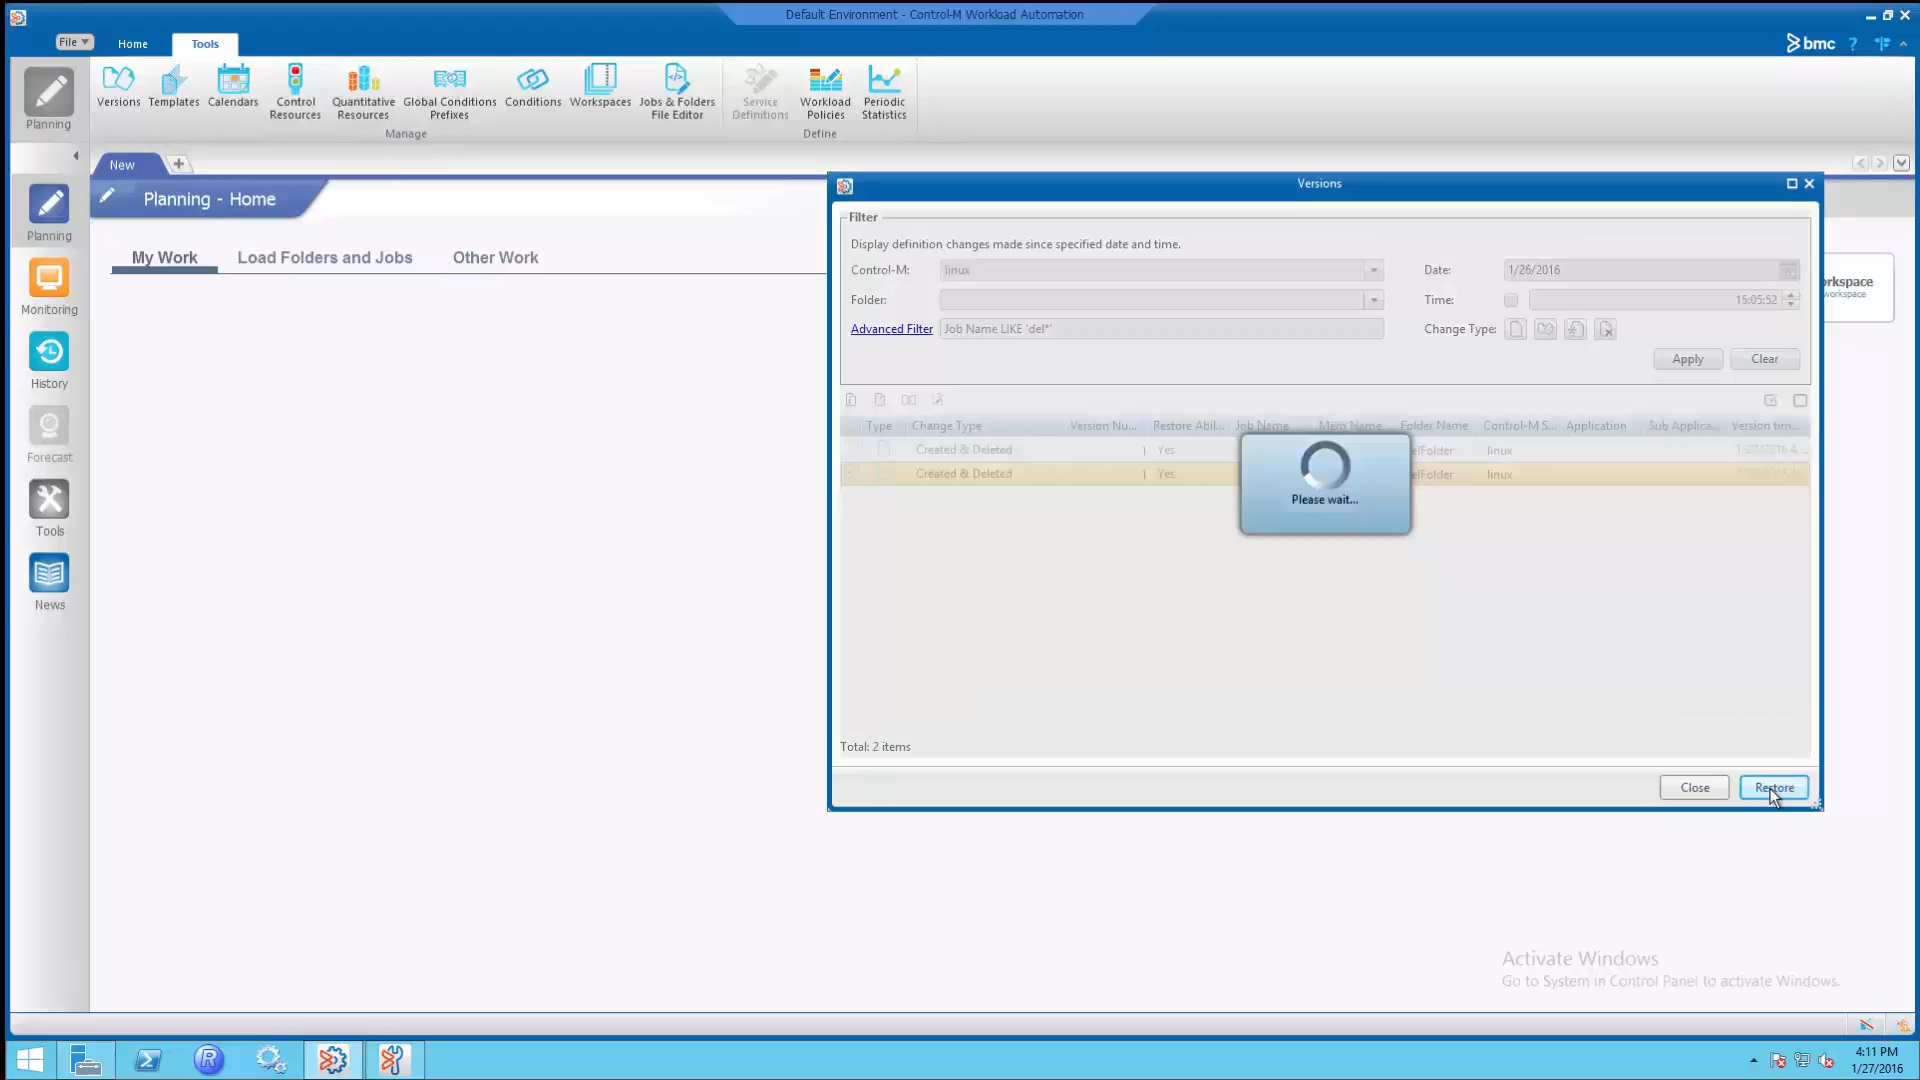 Default Environment - Control-M Workload Automation
File
Home
Tools
bmc
?
Planning
Versions
Templates
Calendars
Control Resources
Quantitative Resources
Global Conditions Prefixes
Conditions
Workspaces
Jobs & Folders File Editor
Service Definitions
Workload Policies
Periodic Statistics
Manage
Define
New
Planning - Home
My Work
Load Folders and Jobs
Other Work
Planning
Monitoring
History
Forecast
Tools
News
rkspace
workspace
Versions
Filter
Display definition changes made since specified date and time.
Control-M: linux
Date: 1/26/2016
Folder:
Time: 15:05:52
Advanced Filter Job Name LIKE 'del*'
Change Type:
Apply
Clear
Type Change Type Version Nu... Restore Abil... Job Name Mem Name Folder Name Control-M S... Application Sub Applica... Version tim...
Created & Deleted 1 Yes elFolder linux
Created & Deleted 1 Yes elFolder linux
Please wait...
Total: 2 items
Close
Restore
Activate Windows
Go to System in Control Panel to activate Windows.
4:11 PM
1/27/2016